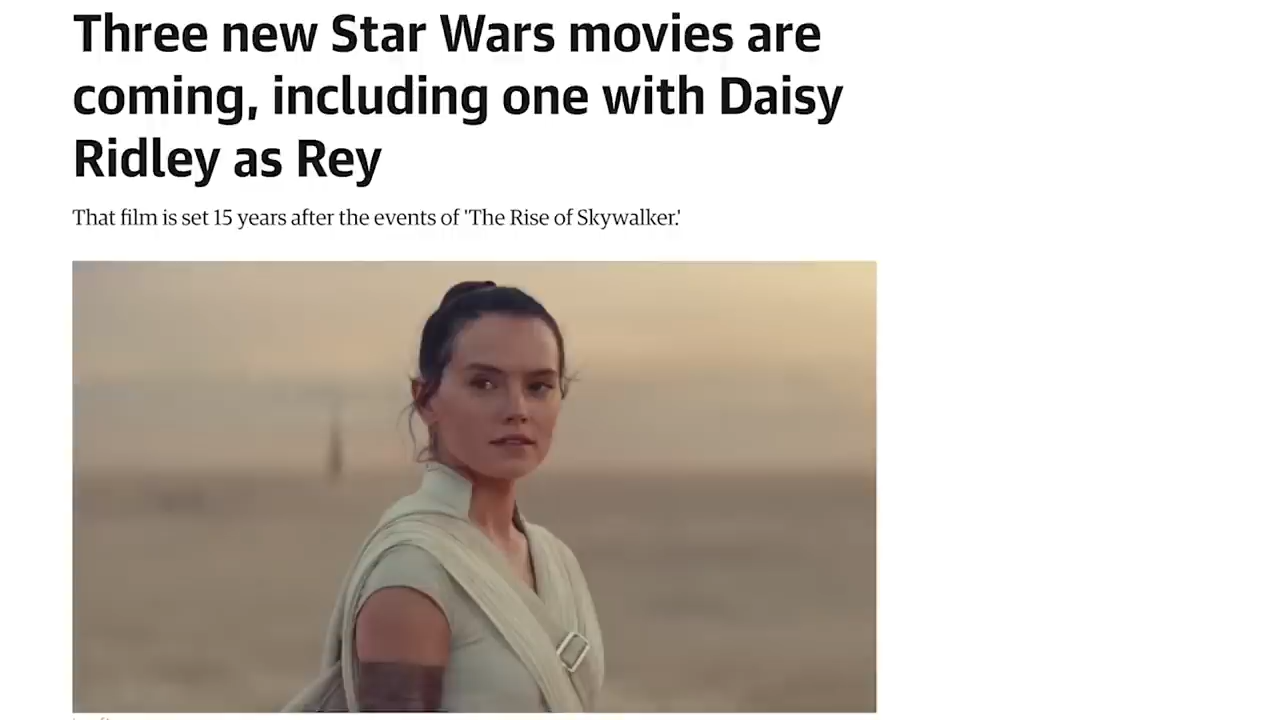 Three new Star Wars movies are
coming, including one with Daisy
Ridley as Rey
That film is set 15 years after the events of 'The Rise of Skywalker.'